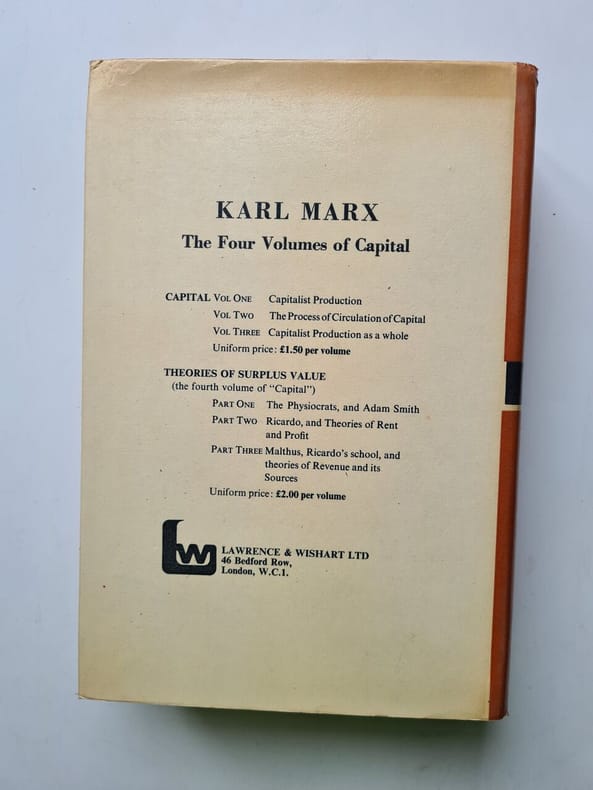 KARL MARX
The Four Volumes of Capital
CAPITAL VOL ONE Capitalist Production
VOL TWO The Process of Circulation of Capital
VOL THREE Capitalist Production as a whole
Uniform price: £1.50 per volume
THEORIES OF SURPLUS VALUE
(the fourth volume of "Capital")
PART ONE The Physiocrats, and Adam Smith
PART TWO Ricardo, and Theories of Rent
and Profit
PART THREE Malthus, Ricardo's school, and
theories of Revenue and its
Sources
Uniform price: £2.00 per volume
LW
LAWRENCE & WISHART LTD
46 Bedford Row,
London, W.C.1.